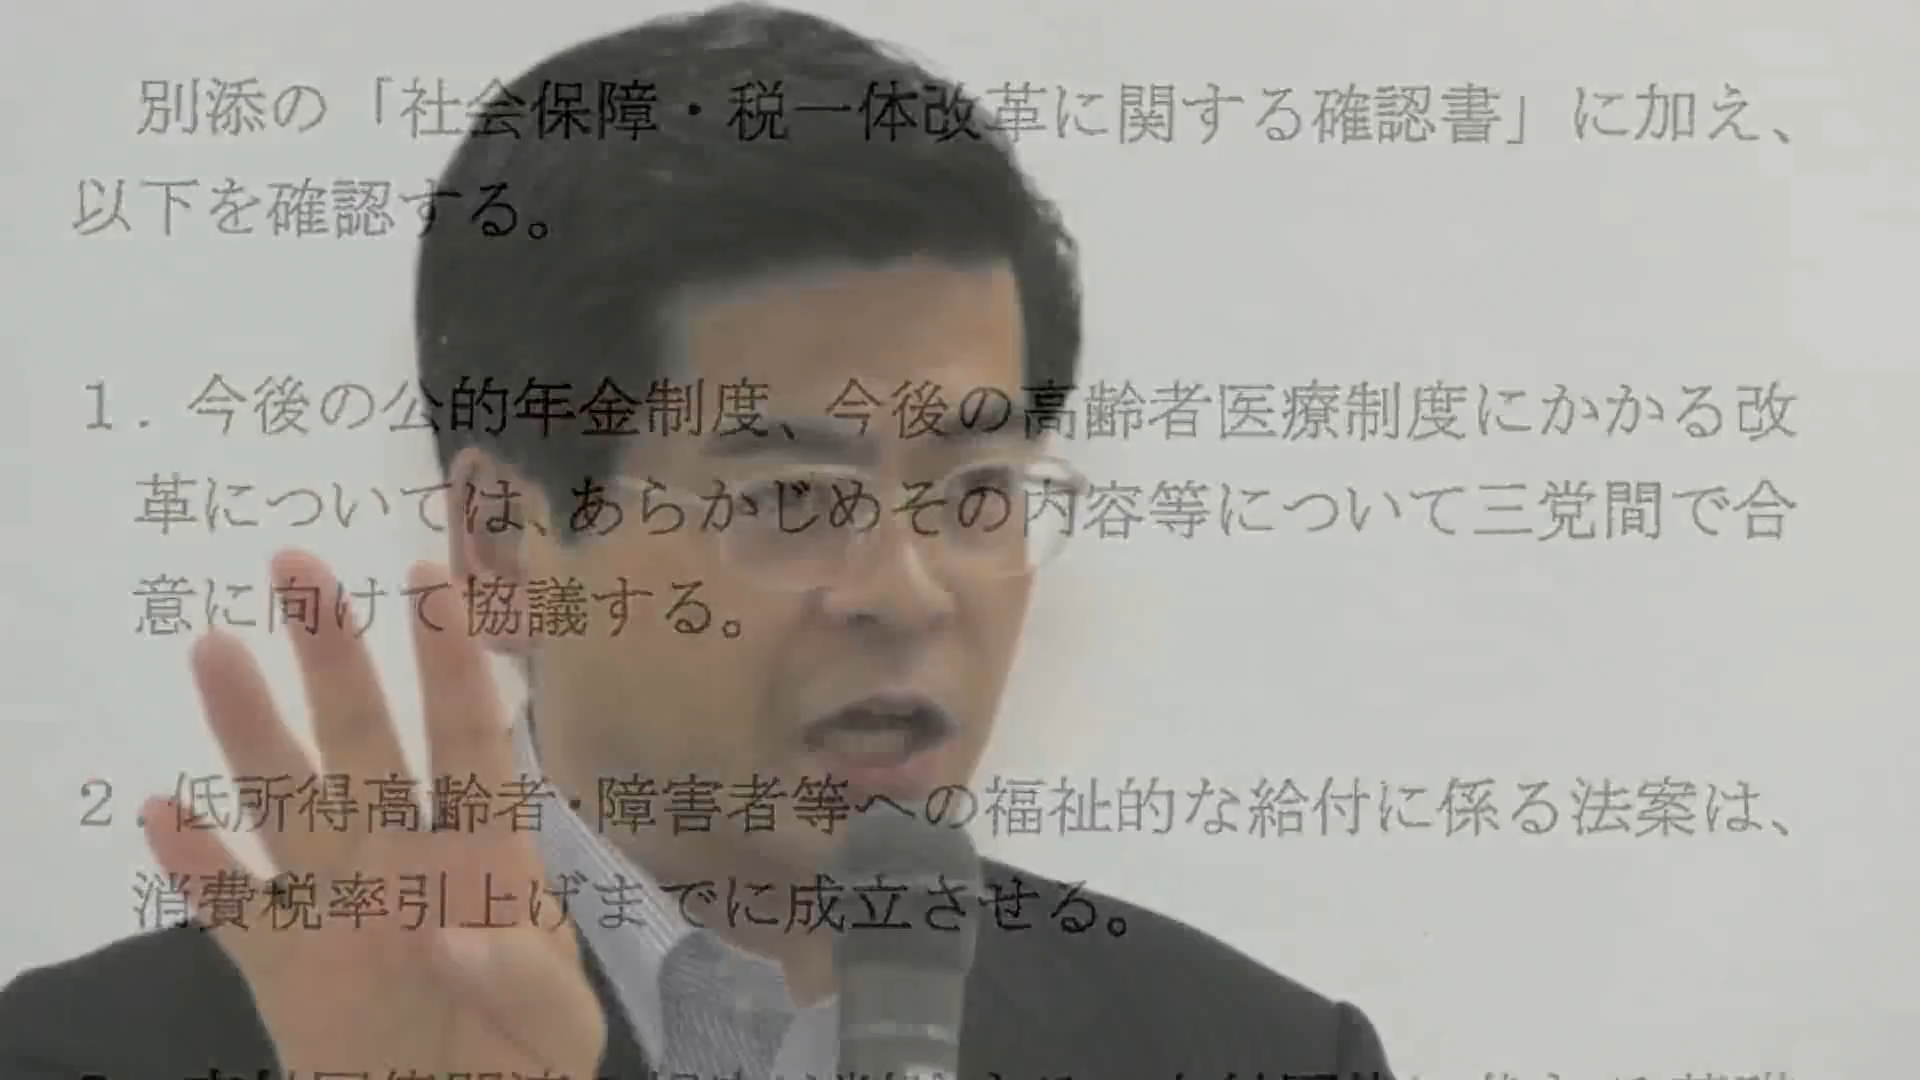 別添の「社会保障・税一体改革に関する確認書」に加え、
以下を確認する。
１．今後の公的年金制度、今後の高齢者医療制度にかかる改
革については、あらかじめその内容等について三党間で合
意に向けて協議する。
２．低所得高齢者・障害者等への福祉的な給付に係る法案は、
消費税率引上げまでに成立させる。